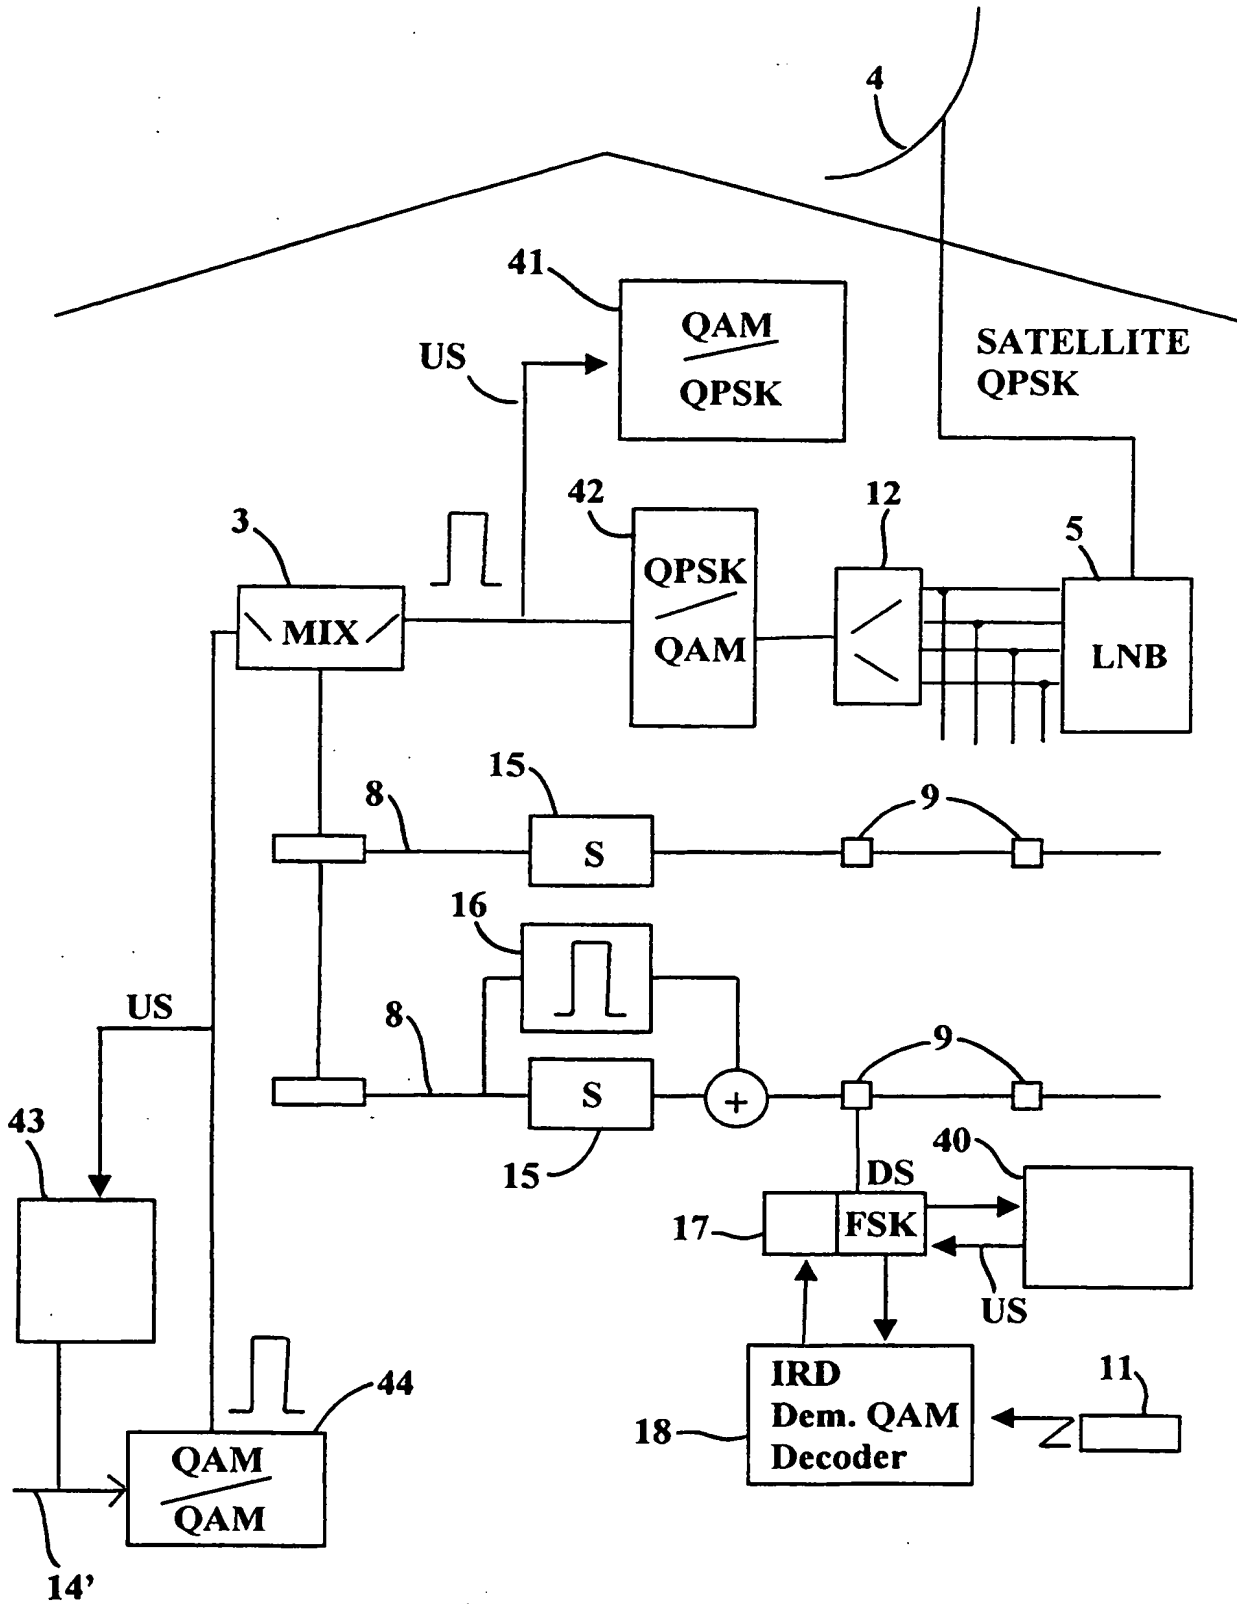 4
41
QAM
QPSK
US
SATELLITE
QPSK
42
12
5
3
QPSK
QAM
MIX
LNB
15
8
9
S
16
US
8
9
S
+
43
15
40
DS
17
FSK
US
44
IRD
Dem. QAM
Decoder
11
18
QAM
QAM
14’